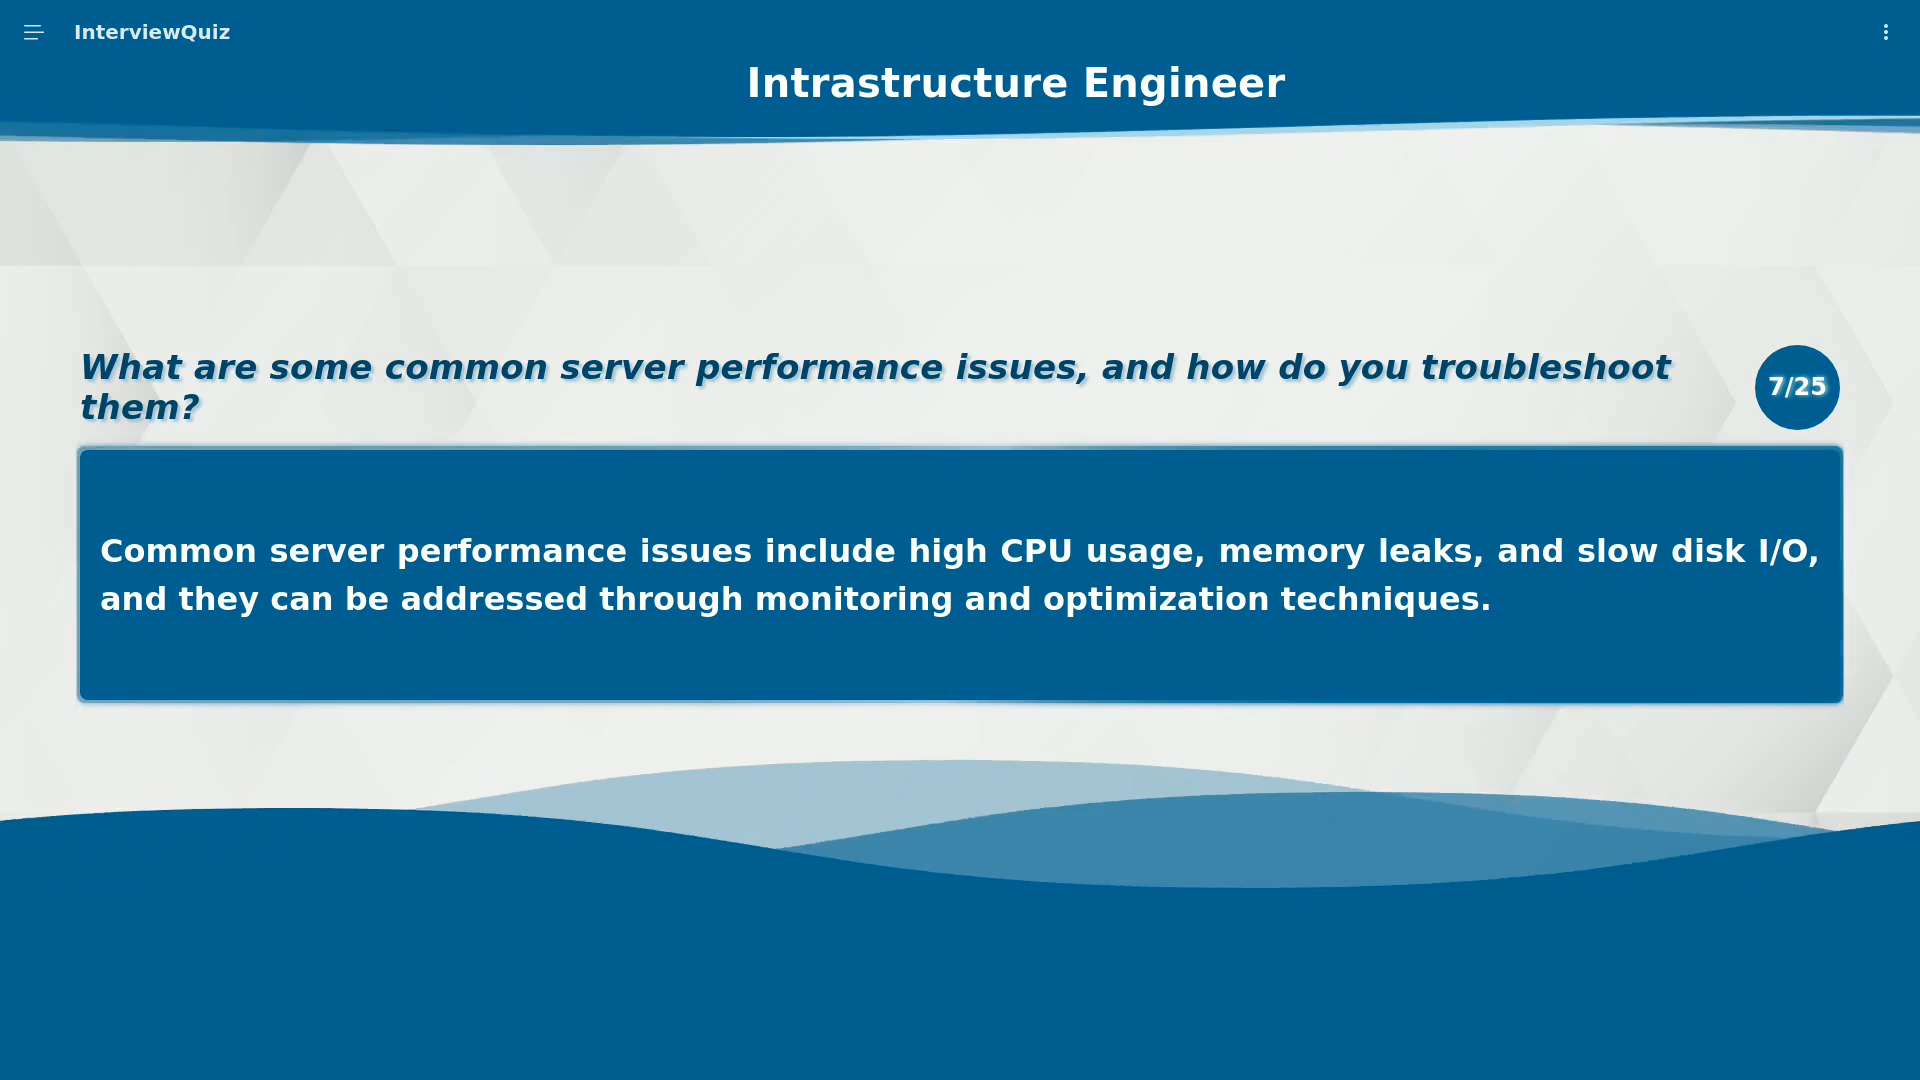 InterviewQuiz
Intrastructure Engineer
What are some common server performance issues, and how do you troubleshoot
them?
7/25
Common server performance issues include high CPU usage, memory leaks, and slow disk I/O,
and they can be addressed through monitoring and optimization techniques.